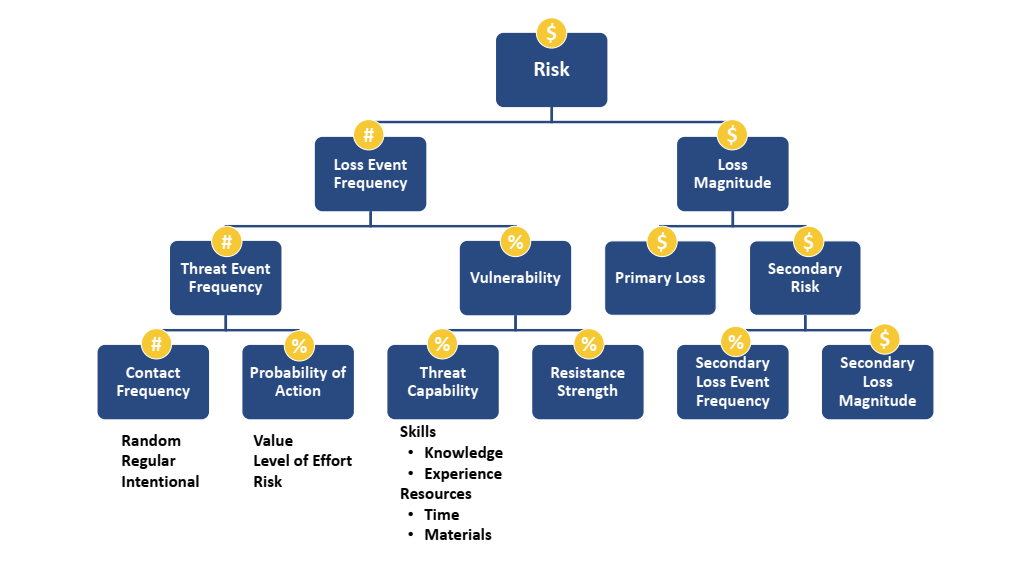 $
Risk
#
Loss Event
Frequency
$
Loss
Magnitude
#
Threat Event
Frequency
%
Vulnerability
$
Primary Loss
$
Secondary
Risk
#
Contact
Frequency
%
Probability of
Action
%
Threat
Capability
%
Resistance
Strength
%
Secondary
Loss Event
Frequency
$
Secondary
Loss
Magnitude
Random
Regular
Intentional
Value
Level of Effort
Risk
Skills
• Knowledge
• Experience
Resources
• Time
• Materials